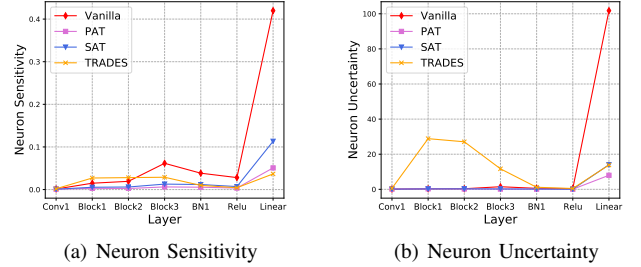 Neuron Sensitivity
0.4
0.3
0.2
0.1
0.0
Vanilla
PAT
SAT
TRADES
Conv1 Block1 Block2 Block3 BN1 Relu Linear
Layer
(a) Neuron Sensitivity
Neuron Uncertainty
100
80
60
40
20
0
Vanilla
PAT
SAT
TRADES
Conv1 Block1 Block2 Block3 BN1 Relu Linear
Layer
(b) Neuron Uncertainty